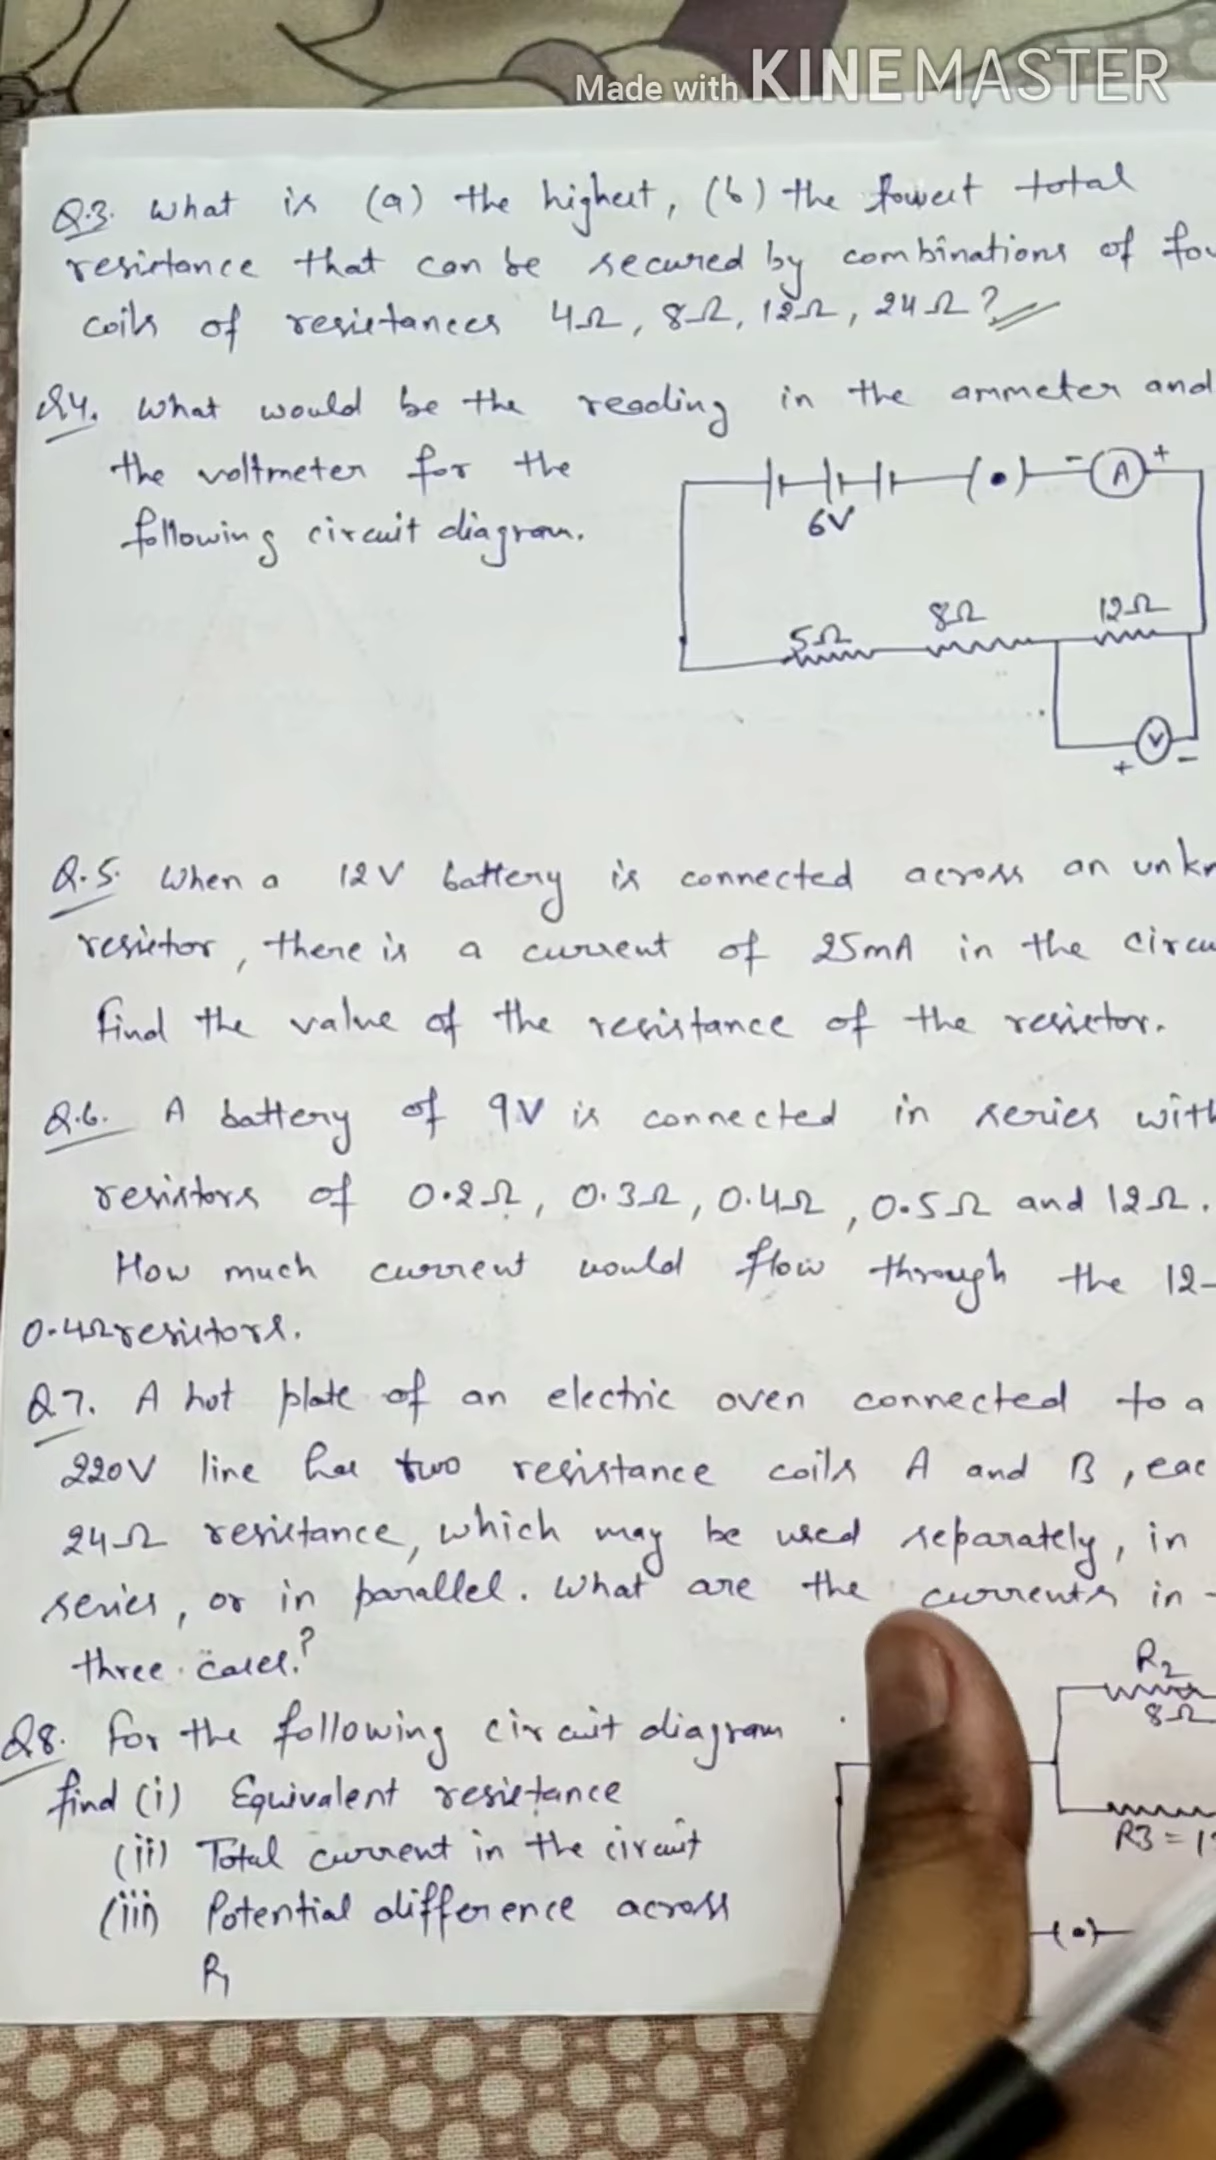 Made with KINEMASTER
Q.3. What is (a) the highest, (b) the lowest total
resistance that can be secured by combinations of fou
coils of resistances 4Ω, 8Ω, 12Ω, 24Ω?
Q4. What would be the reading in the ammeter and
the voltmeter for the
following circuit diagram.
- A +
6V
5Ω 8Ω 12Ω
V
+ -
Q.5. When a 12V battery is connected across an unkn
resistor, there is a current of 25mA in the circu
find the value of the resistance of the resistor.
Q.6. A battery of 9V is connected in series with
resistors of 0.2Ω, 0.3Ω, 0.4Ω, 0.5Ω and 12Ω.
How much current would flow through the 12-
0.4Ω resistors.
Q7. A hot plate of an electric oven connected to a
220V line has two resistance coils A and B, eac
24Ω resistance, which may be used separately, in
series, or in parallel. What are the currents in
three cases?
Q8. for the following circuit diagram
find (i) Equivalent resistance
(ii) Total current in the circuit
(iii) Potential difference across
R1
R2
8Ω
R3 = 1